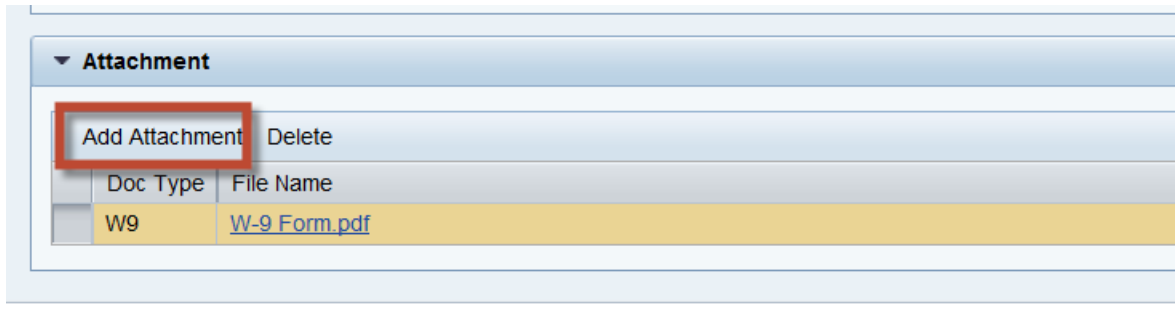 Attachment
Add Attachment Delete
Doc Type File Name
W9 W-9 Form.pdf